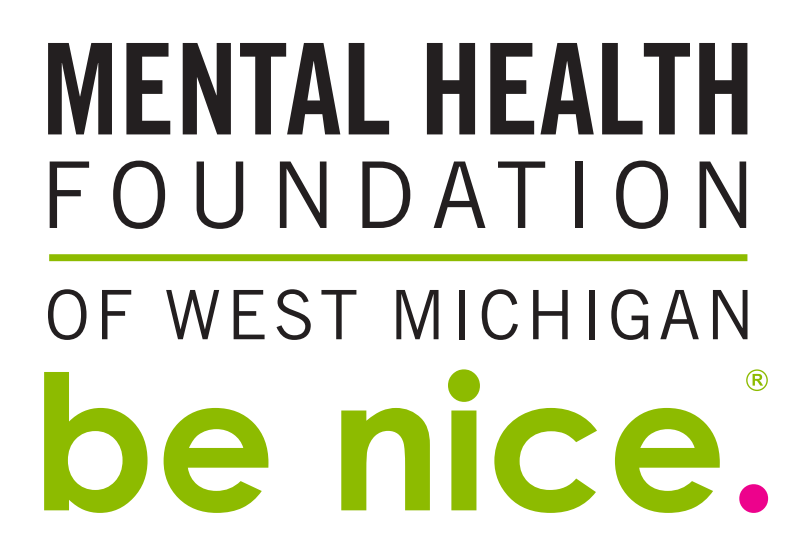 MENTAL HEALTH
FOUNDATION
OF WEST MICHIGAN
be nice.®